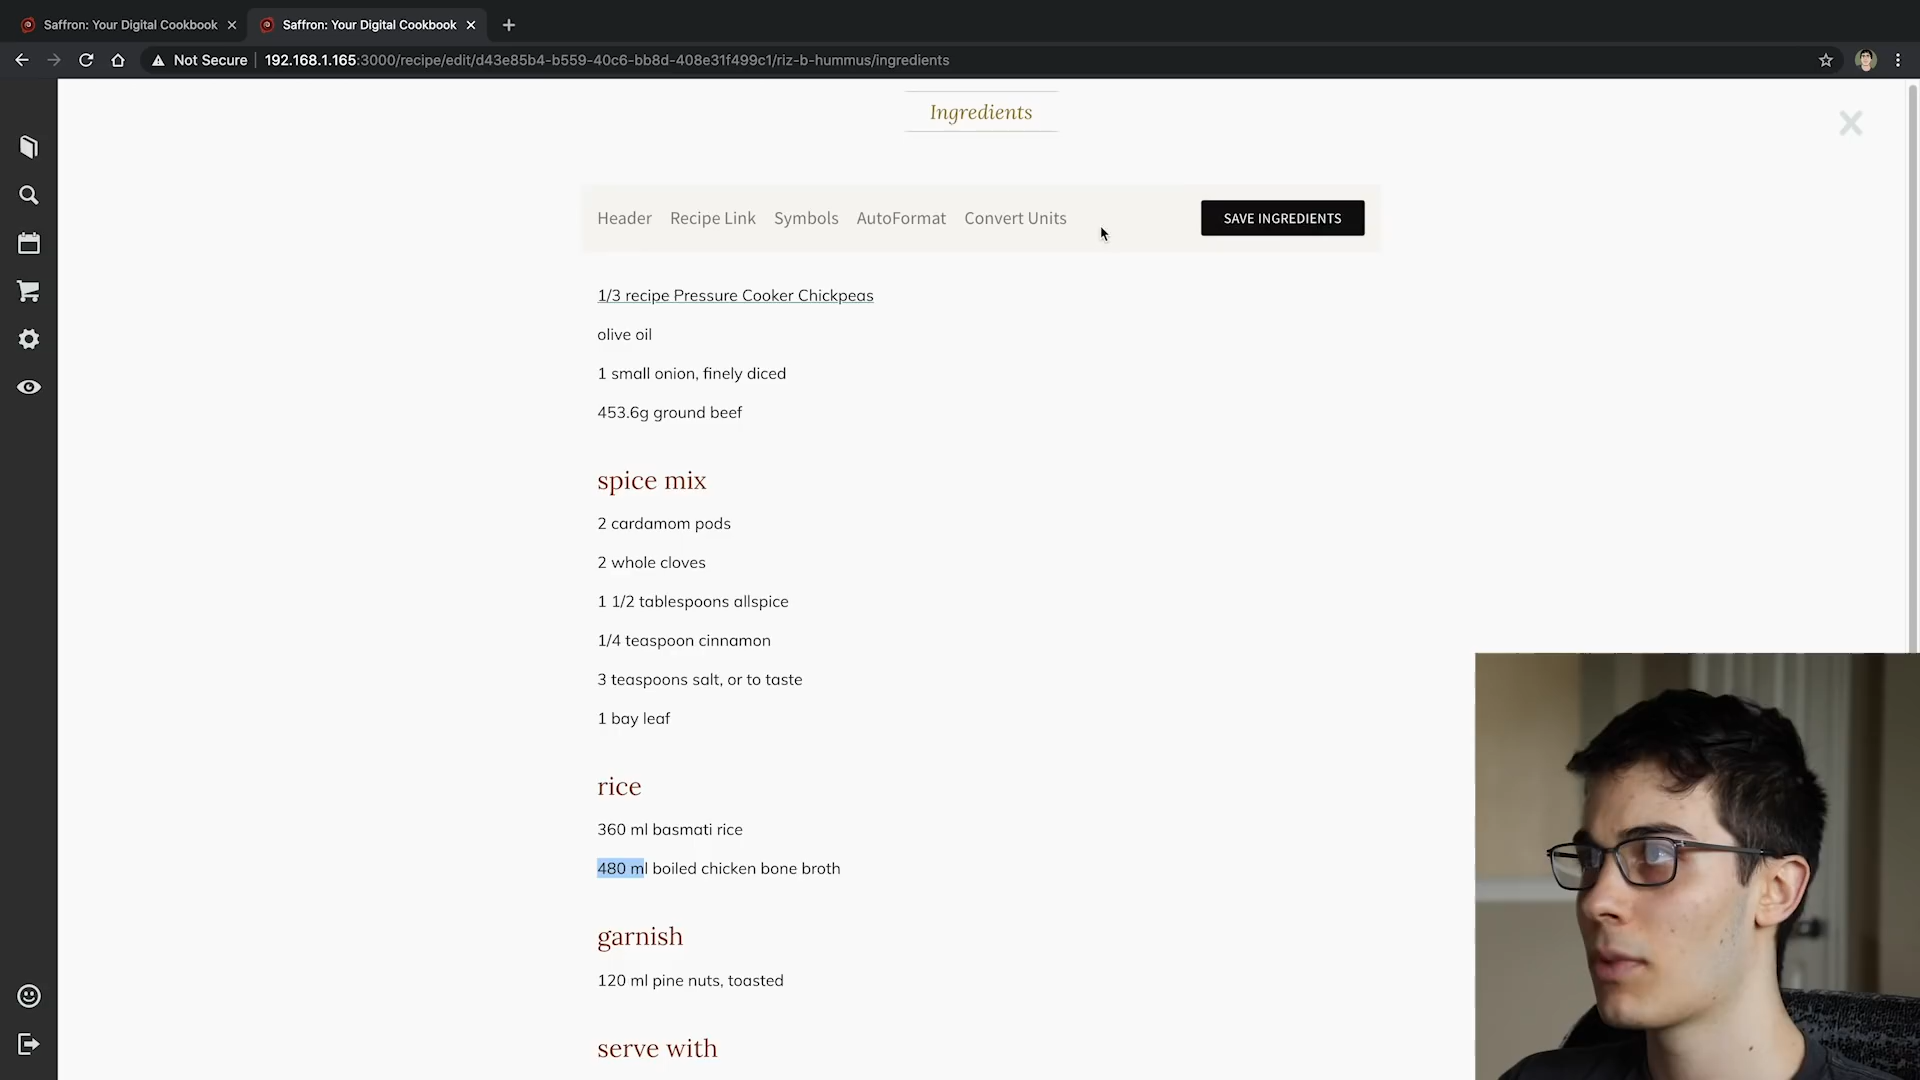 Saffron: Your Digital Cookbook
Saffron: Your Digital Cookbook
Not Secure
192.168.1.165:3000/recipe/edit/d43e85b4-b559-40c6-bb8d-408e31f499c1/riz-b-hummus/ingredients
Ingredients
Header Recipe Link Symbols AutoFormat Convert Units SAVE INGREDIENTS
1/3 recipe Pressure Cooker Chickpeas
olive oil
1 small onion, finely diced
453.6g ground beef
spice mix
2 cardamom pods
2 whole cloves
1 1/2 tablespoons allspice
1/4 teaspoon cinnamon
3 teaspoons salt, or to taste
1 bay leaf
rice
360 ml basmati rice
480 ml boiled chicken bone broth
garnish
120 ml pine nuts, toasted
serve with